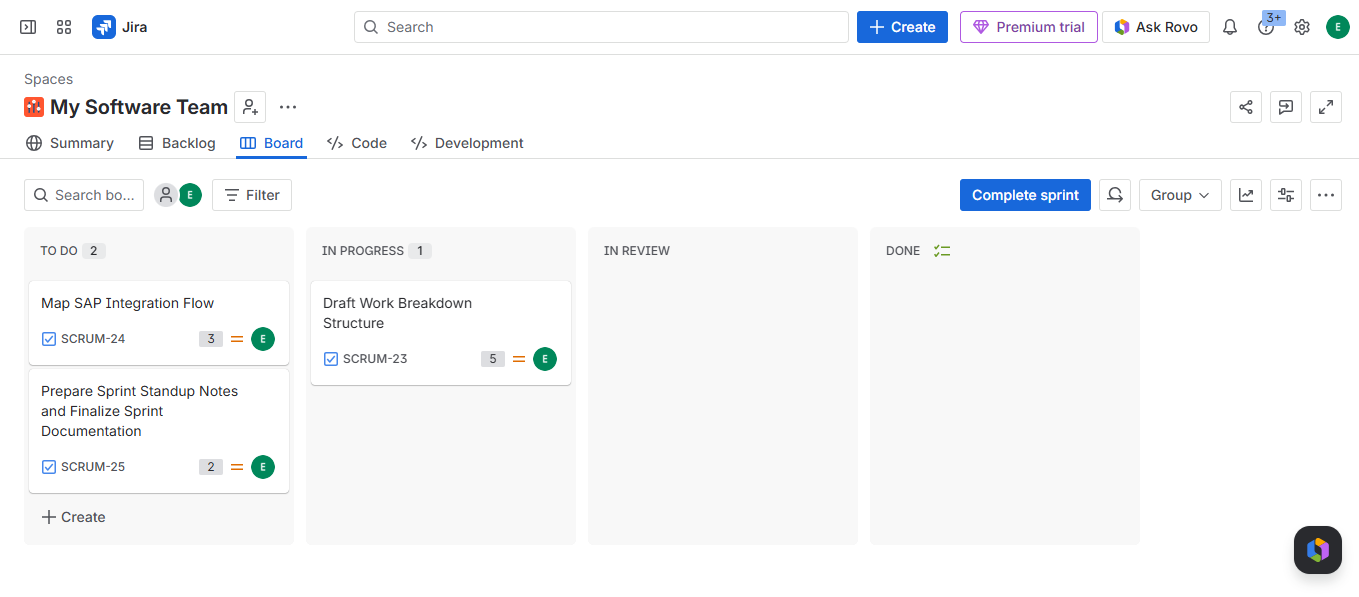 Jira
Search
Create
Premium trial
Ask Rovo
3+
E
Spaces
My Software Team
Summary
Backlog
Board
Code
Development
Search bo...
E
Filter
Complete sprint
Group
TO DO 2
IN PROGRESS 1
IN REVIEW
DONE
Map SAP Integration Flow
SCRUM-24
3
E
Prepare Sprint Standup Notes
and Finalize Sprint
Documentation
SCRUM-25
2
E
Create
Draft Work Breakdown
Structure
SCRUM-23
5
E